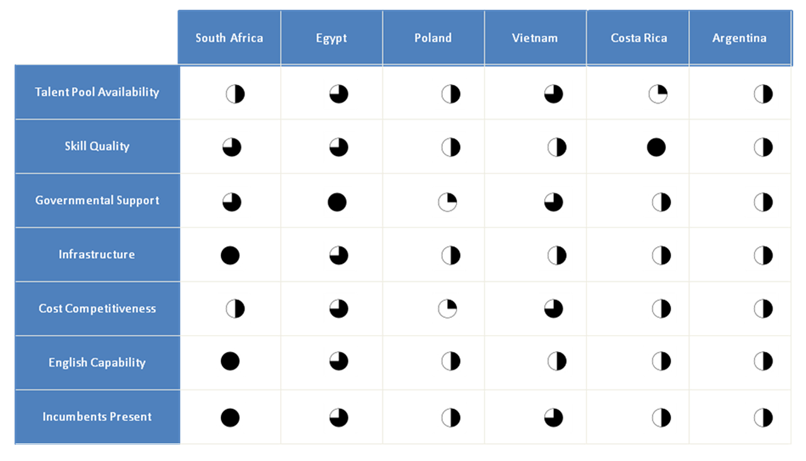 South Africa Egypt Poland Vietnam Costa Rica Argentina
Talent Pool Availability
Skill Quality
Governmental Support
Infrastructure
Cost Competitiveness
English Capability
Incumbents Present